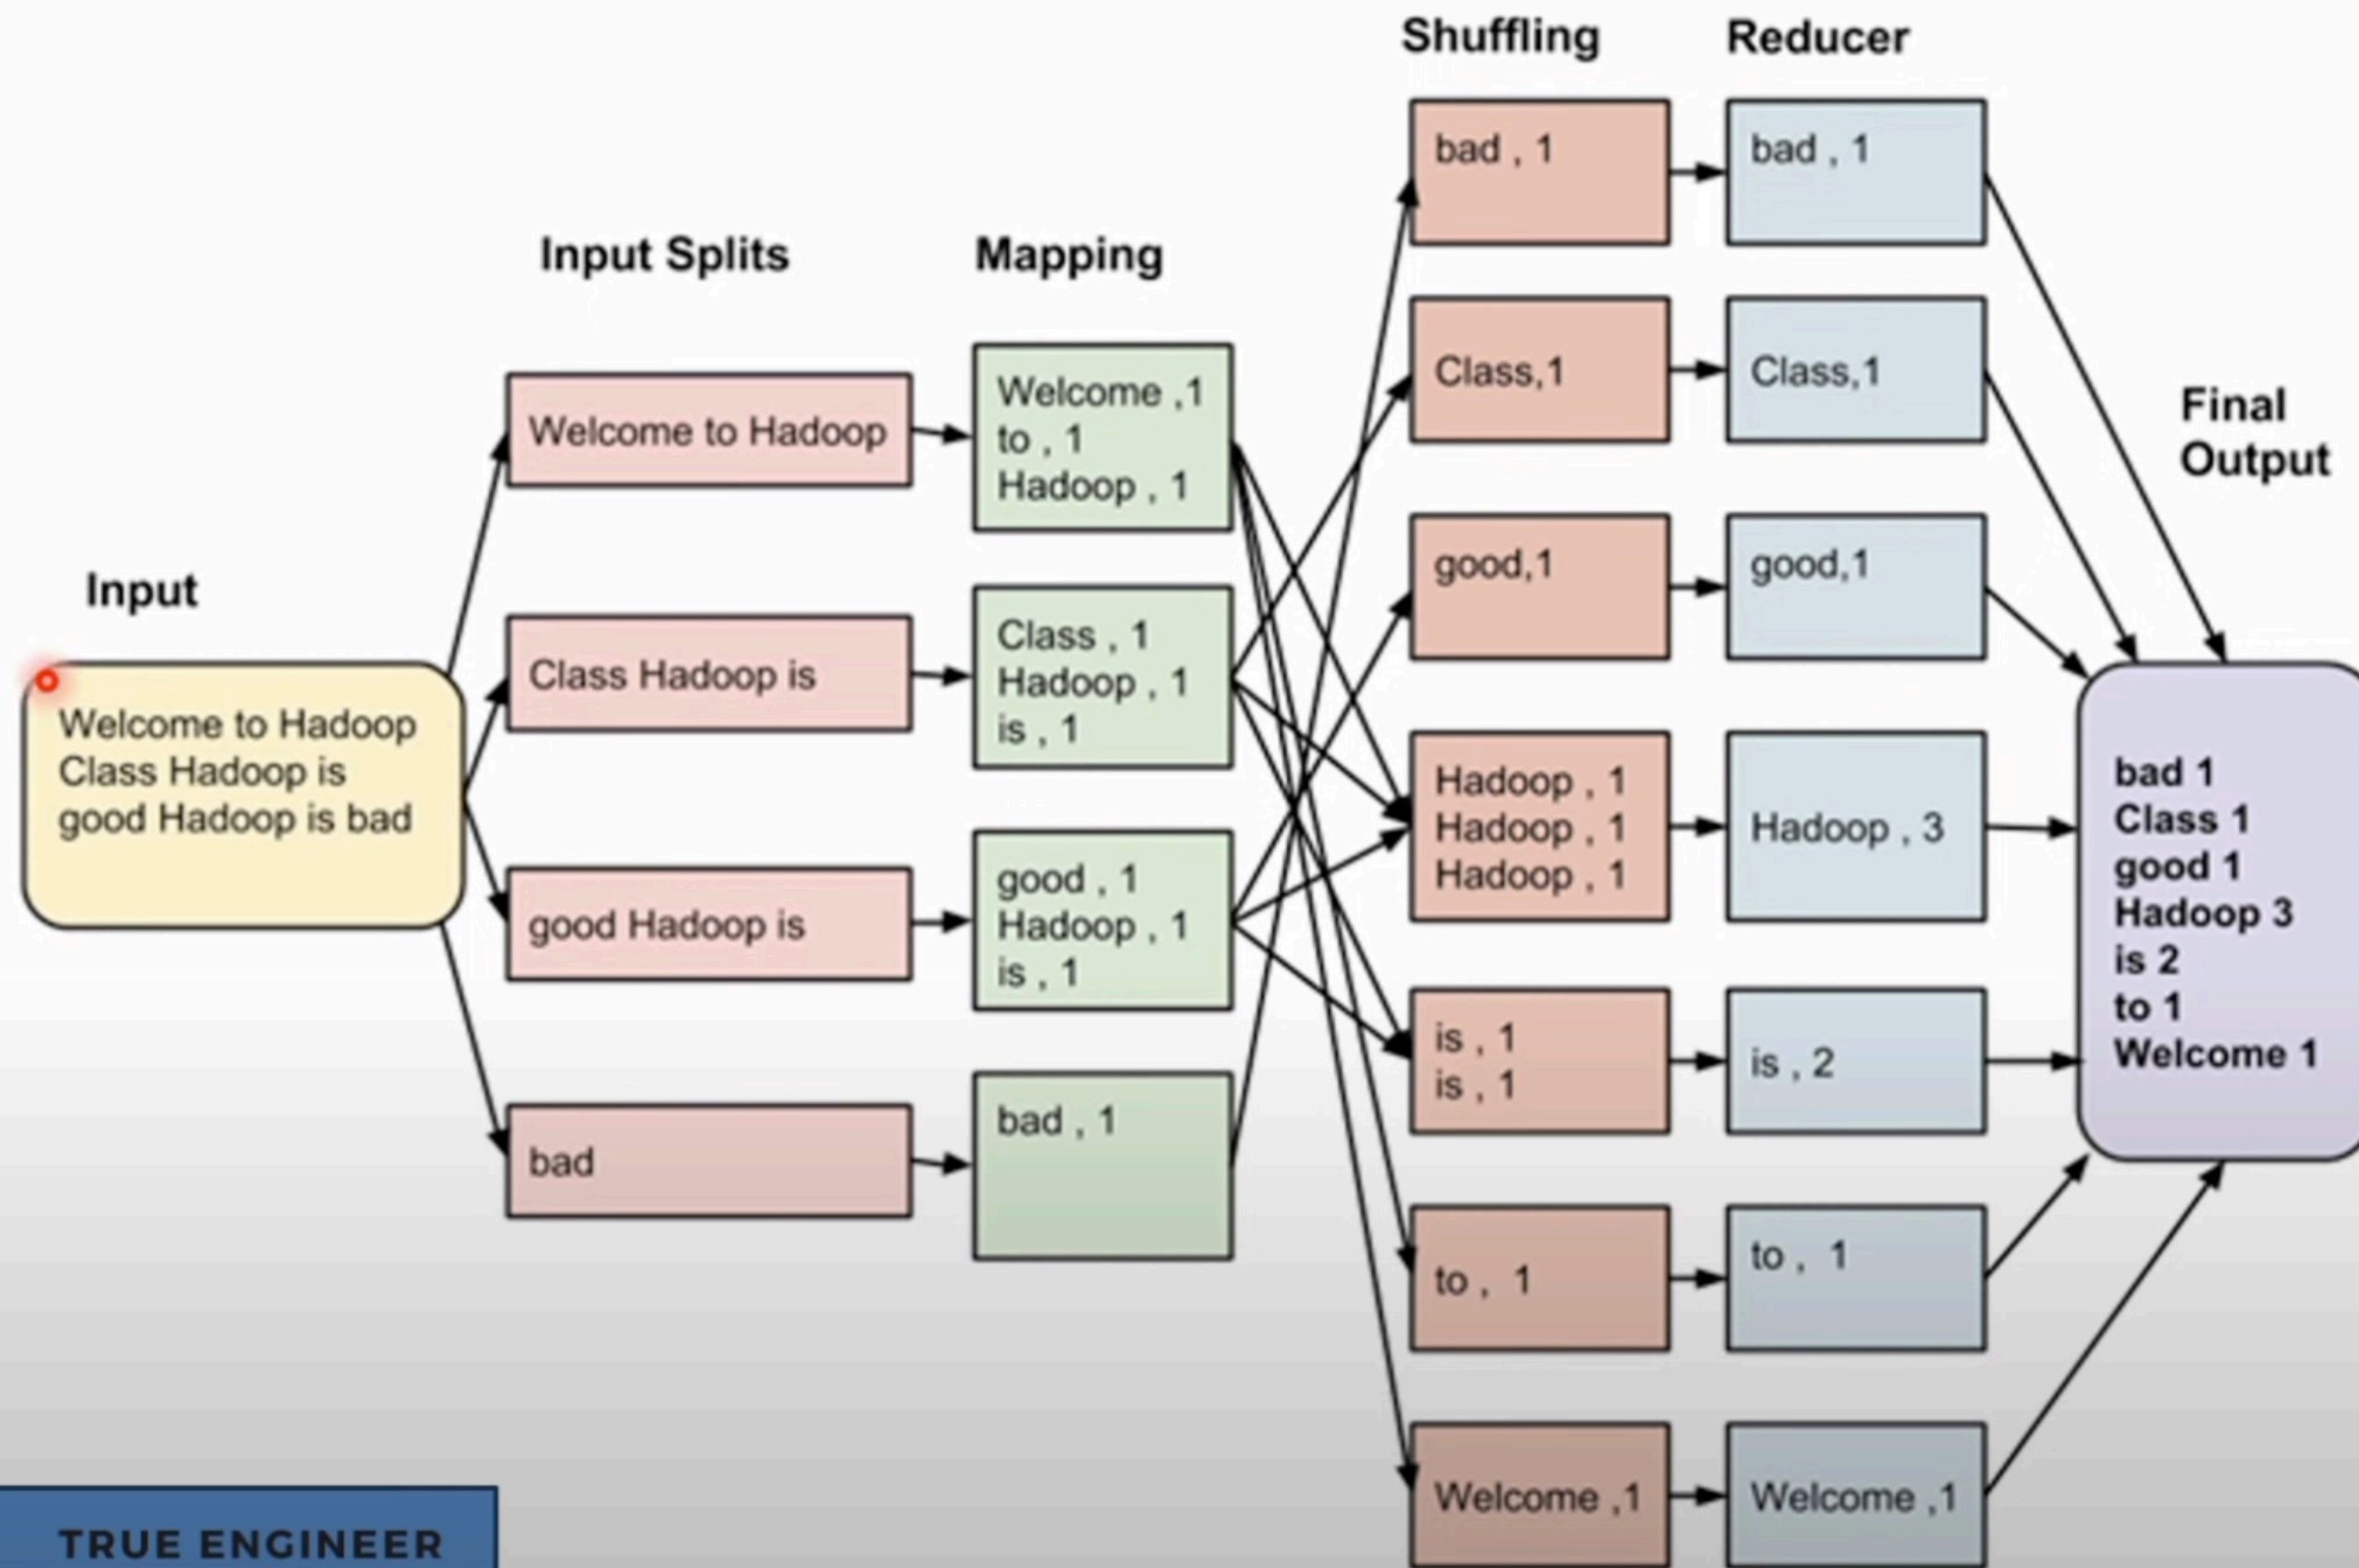 Shuffling
Reducer
Input Splits
Mapping
Input
Final
Output
Welcome to Hadoop
Class Hadoop is
good Hadoop is bad
Welcome to Hadoop
Class Hadoop is
good Hadoop is
bad
Welcome ,1
to , 1
Hadoop , 1
Class , 1
Hadoop , 1
is , 1
good , 1
Hadoop , 1
is , 1
bad , 1
bad , 1
Class,1
good,1
Hadoop , 1
Hadoop , 1
Hadoop , 1
is , 1
is , 1
to , 1
Welcome ,1
bad , 1
Class,1
good,1
Hadoop , 3
is , 2
to , 1
Welcome ,1
bad 1
Class 1
good 1
Hadoop 3
is 2
to 1
Welcome 1
TRUE ENGINEER